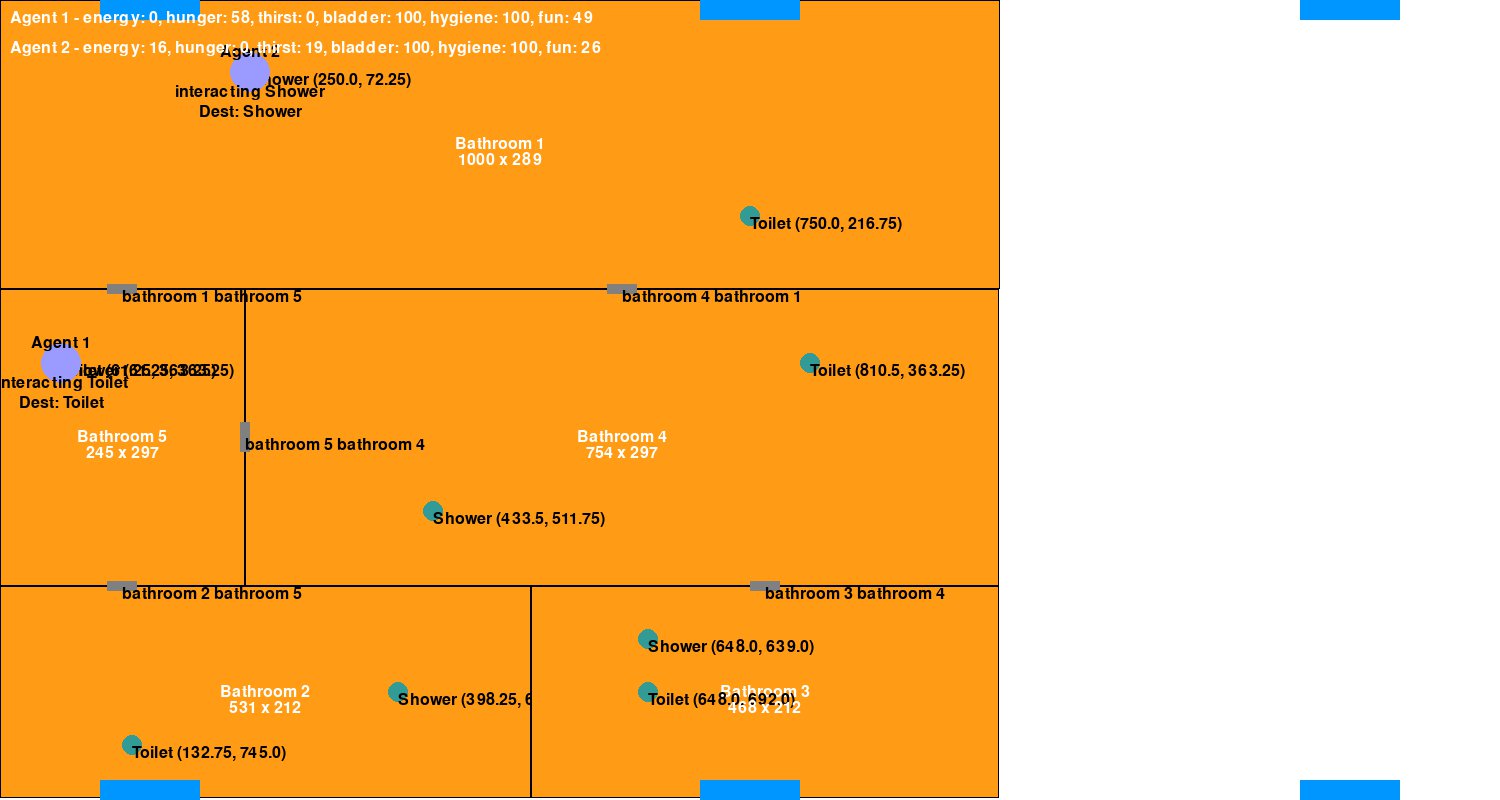 Agent 1 - energy: 0, hunger: 58, thirst: 0, bladder: 100, hygiene: 100, fun: 49
Agent 2 - energy: 16, hunger: 0, thirst: 19, bladder: 100, hygiene: 100, fun: 26
Agent 2
(250.0, 72.25)
interacting Shower
Dest: Shower
Bathroom 1
1000 x 289
Toilet (750.0, 216.75)
bathroom 1 bathroom 5
bathroom 4 bathroom 1
Agent 1
Toilet (810.5, 363.25)
Toilet
Dest: Toilet
Bathroom 5
245 x 297
bathroom 5 bathroom 4
Bathroom 4
754 x 297
Shower (433.5, 511.75)
bathroom 2 bathroom 5
bathroom 3 bathroom 4
Shower (648.0, 639.0)
Bathroom 2
531 x 212
Shower (398.25, 6
Toilet (648.0, 692.0)
Bathroom 3
468 x 212
Toilet (132.75, 745.0)